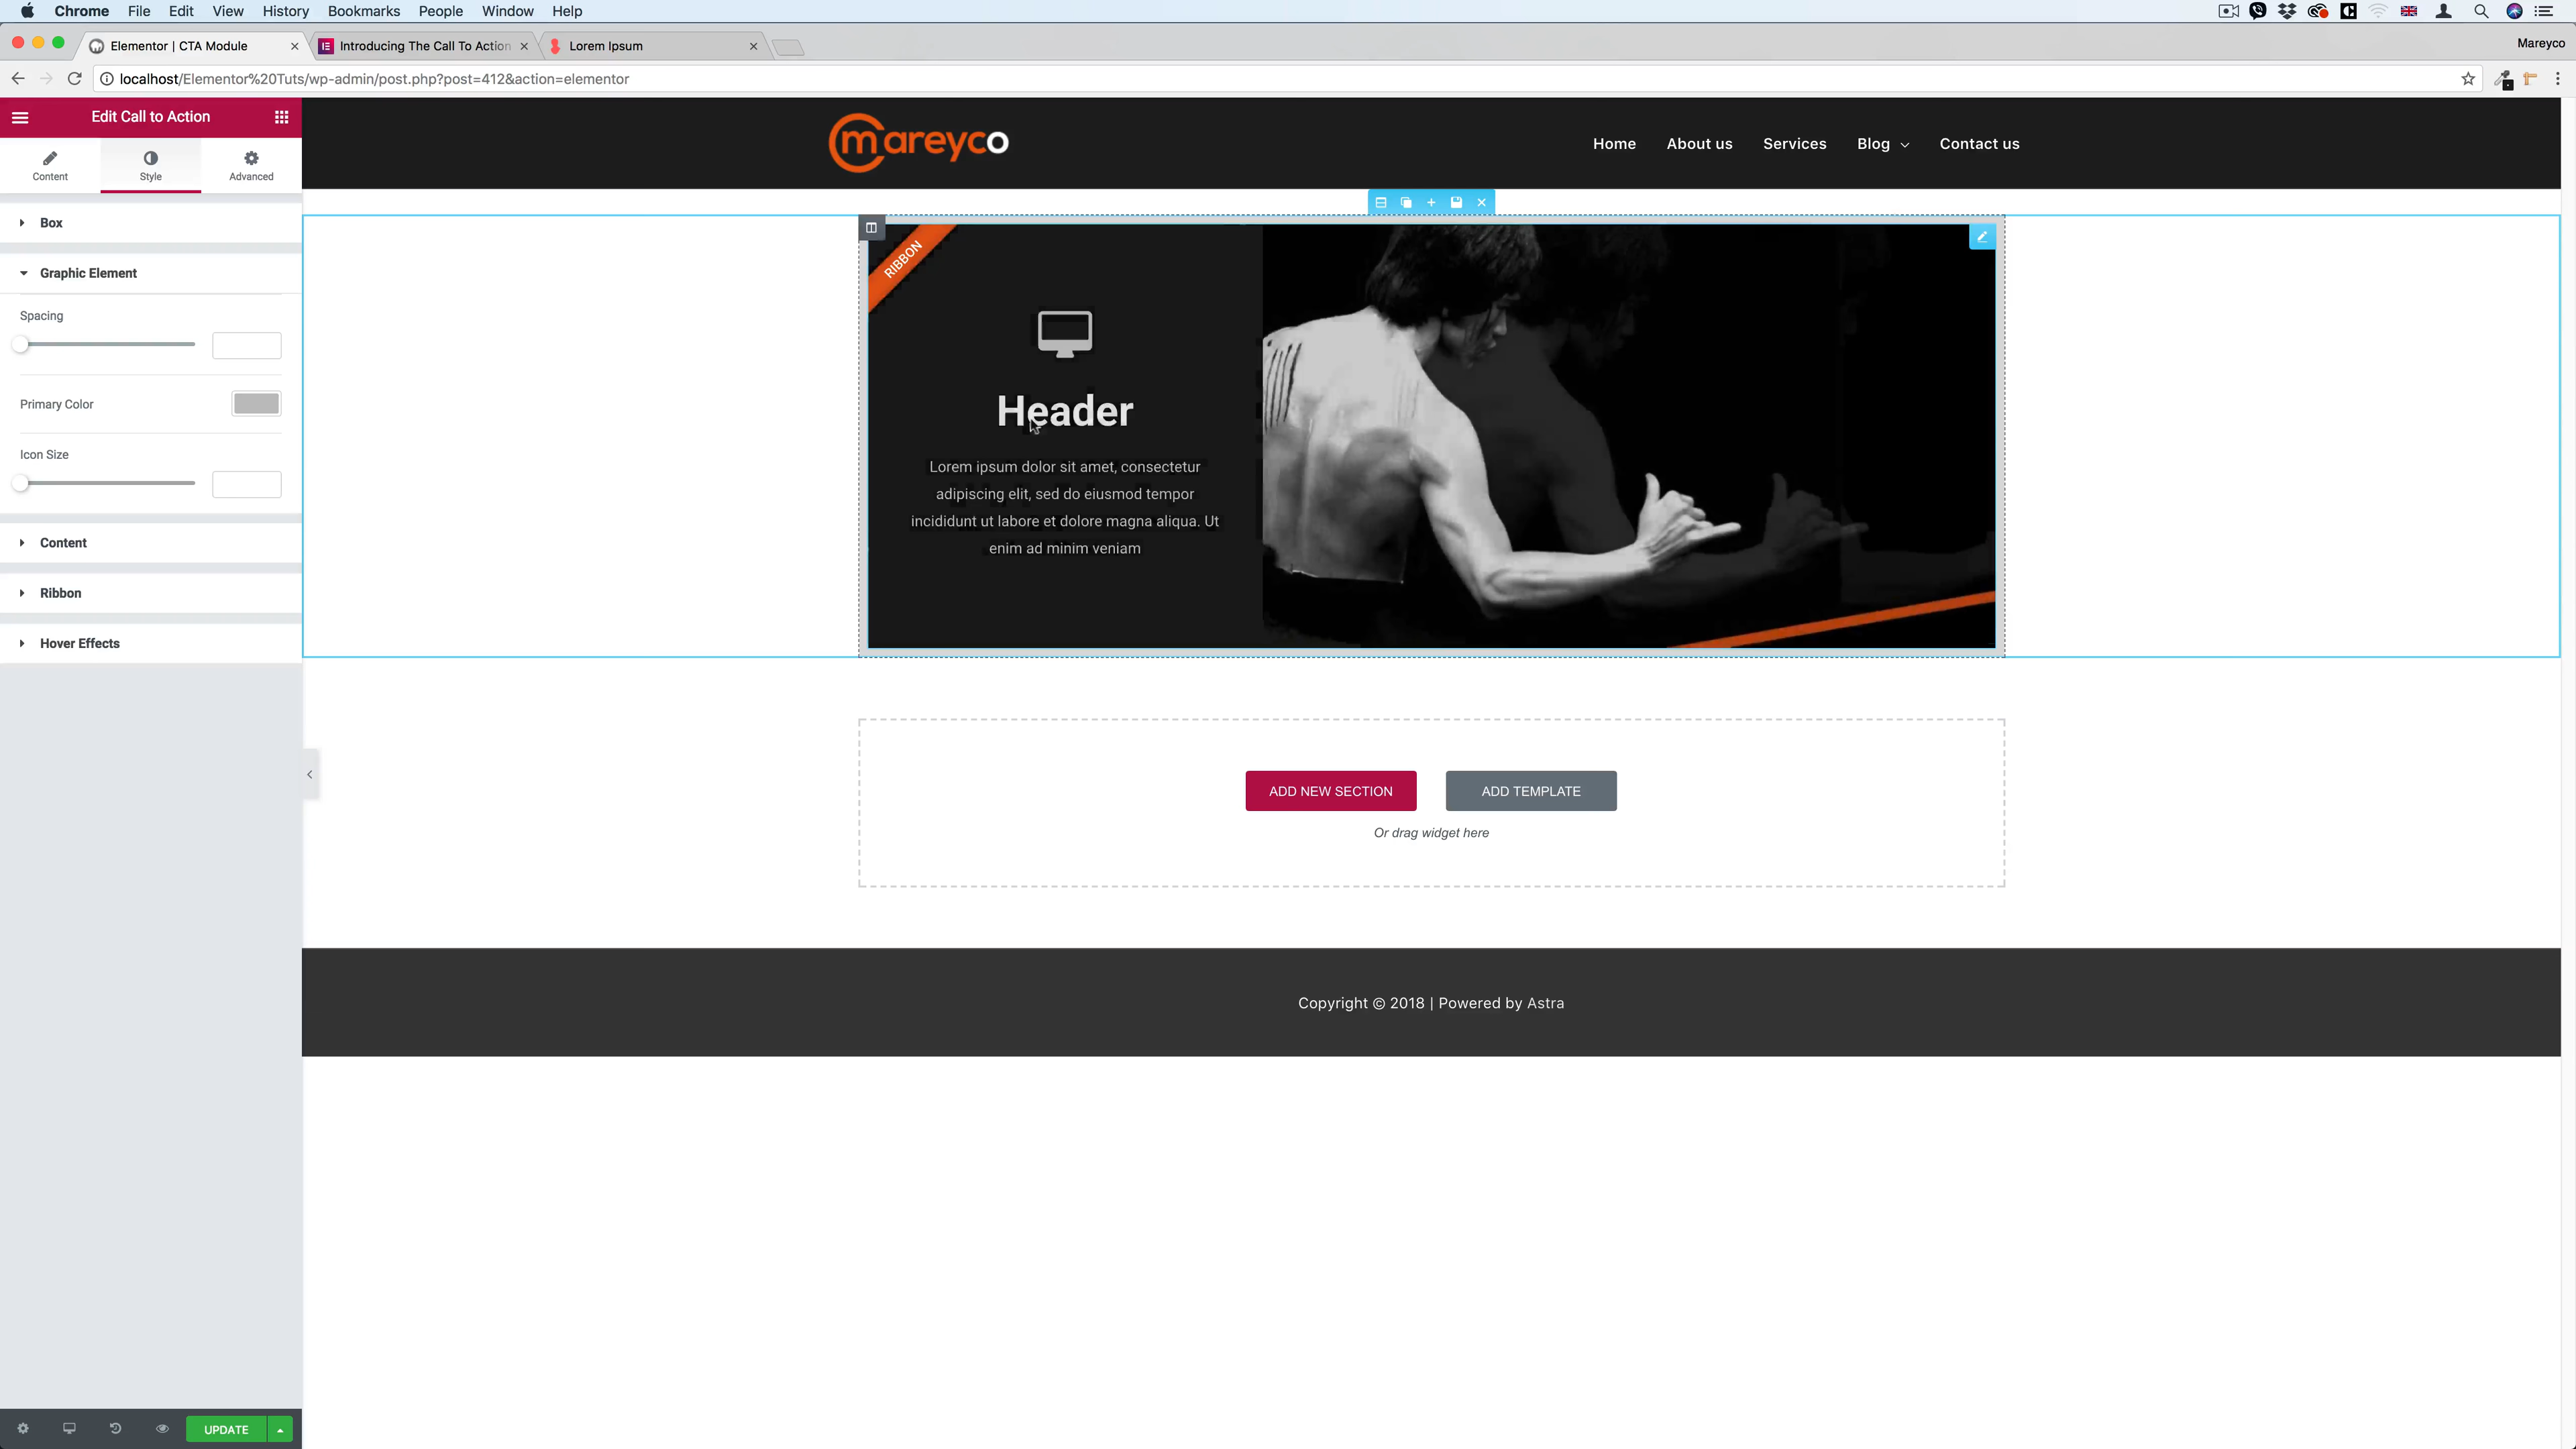 Chrome File Edit View History Bookmarks People Window Help
Elementor | CTA Module
Introducing The Call To Action
Lorem Ipsum
Mareyco
localhost/Elementor%20Tuts/wp-admin/post.php?post=412&action=elementor
Edit Call to Action
Content
Style
Advanced
Box
Graphic Element
Spacing
Primary Color
Icon Size
Content
Ribbon
Hover Effects
UPDATE
mareyco
Home About us Services Blog Contact us
RIBBON
Header
Lorem ipsum dolor sit amet, consectetur
adipiscing elit, sed do eiusmod tempor
incididunt ut labore et dolore magna aliqua. Ut
enim ad minim veniam
ADD NEW SECTION
ADD TEMPLATE
Or drag widget here
Copyright © 2018 | Powered by Astra